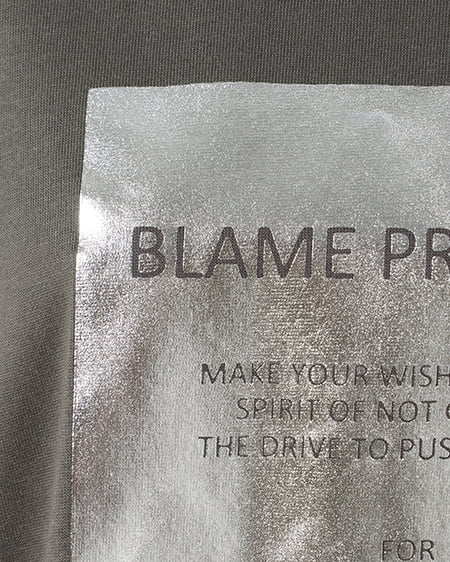 BLAME PR
MAKE YOUR WISH
SPIRIT OF NOT
THE DRIVE TO PUS
FOR